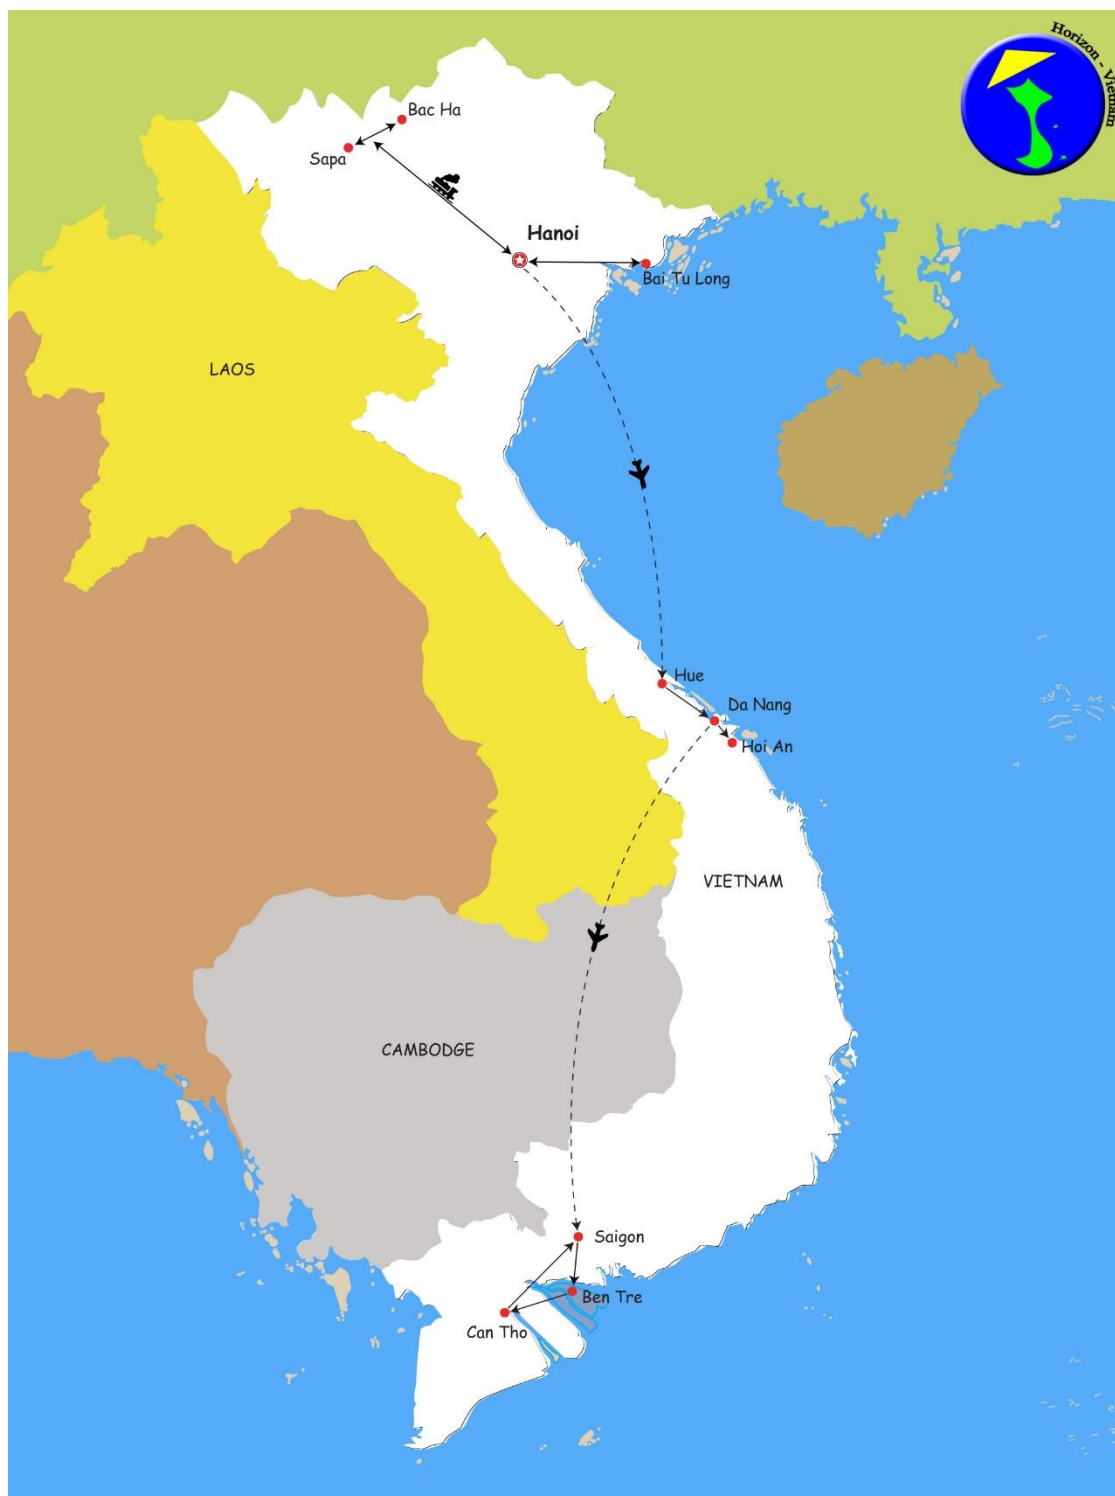 Horizon - Vietnam
Bac Ha
Sapa
Hanoi
Bai Tu Long
LAOS
Hue
Da Nang
Hoi An
VIETNAM
CAMBODGE
Saigon
Ben Tre
Can Tho